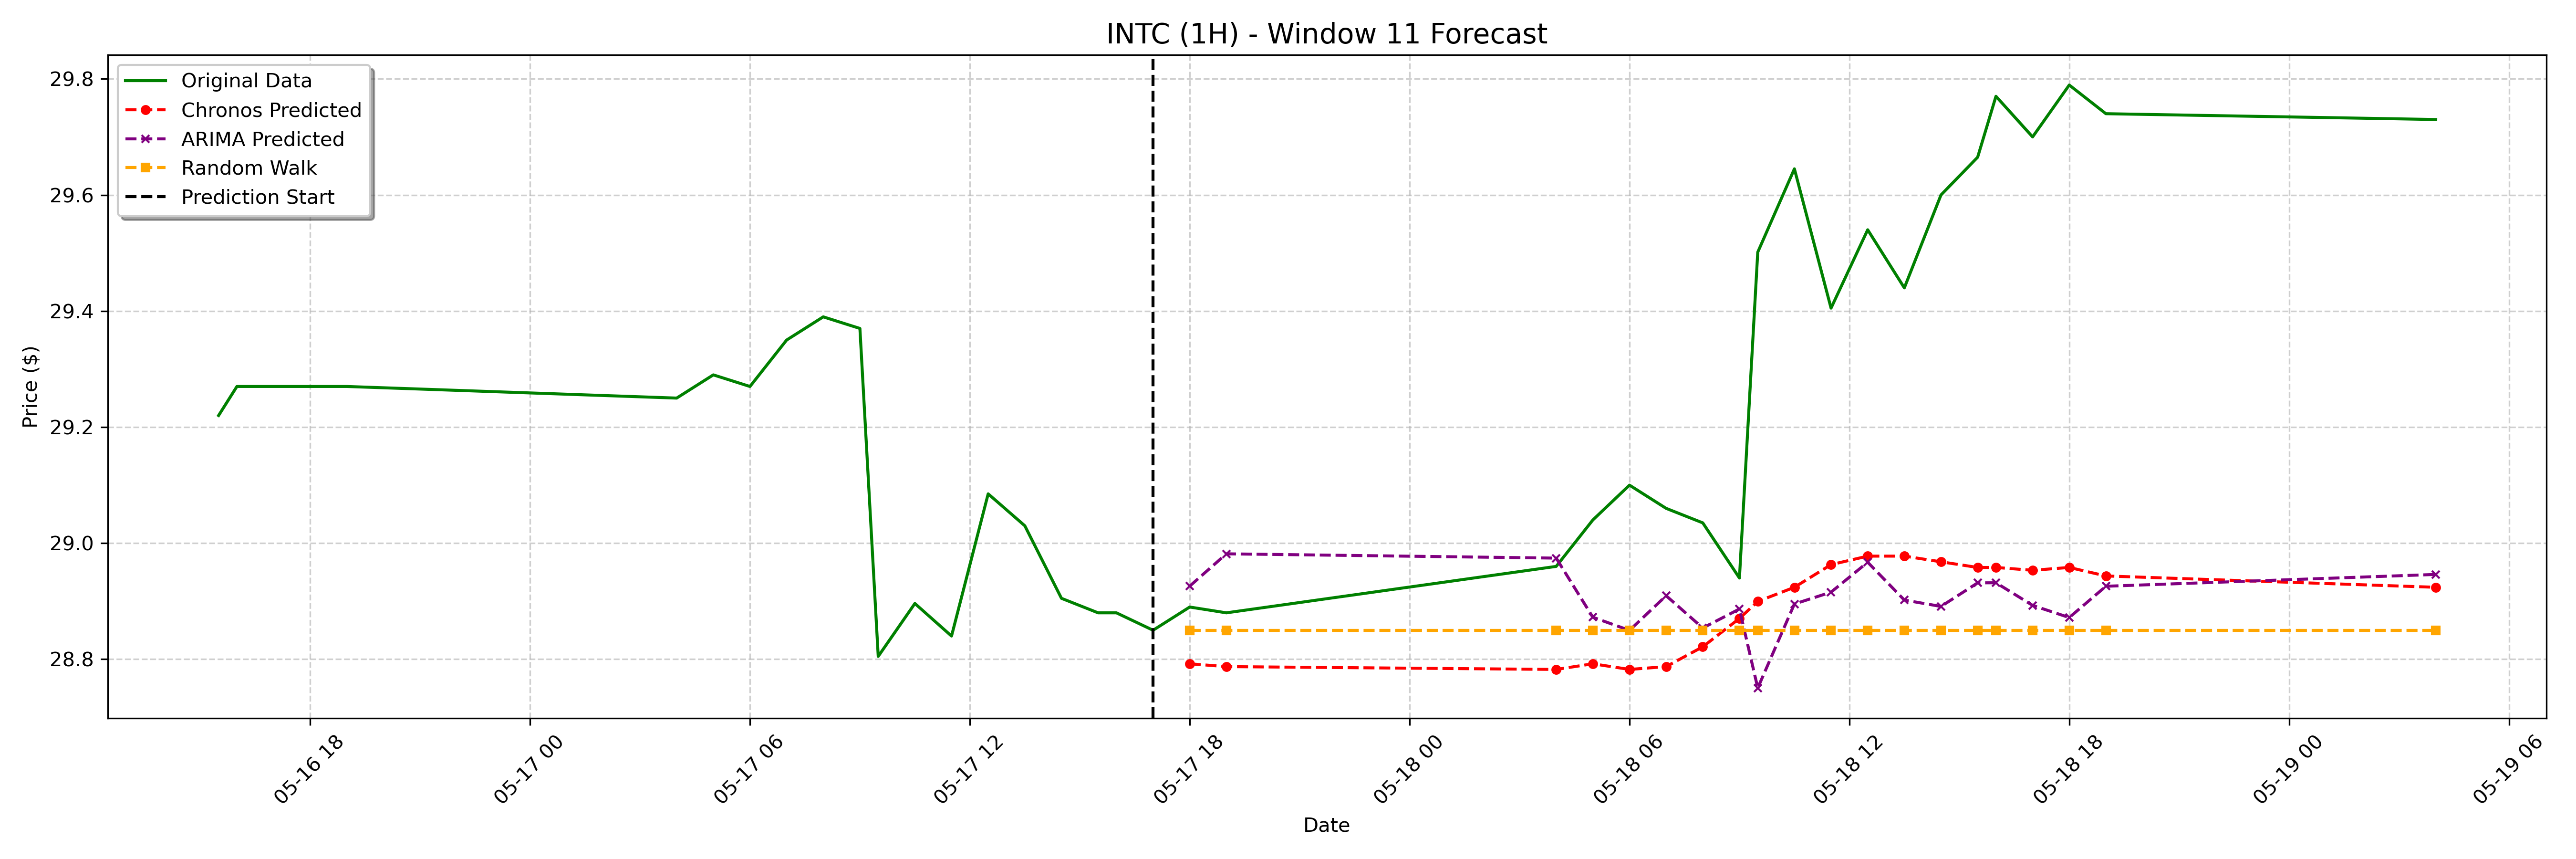 INTC (1H) - Window 11 Forecast
Original Data
Chronos Predicted
ARIMA Predicted
Random Walk
Prediction Start
Price ($)
29.8
29.6
29.4
29.2
29.0
28.8
05-16 18
05-17 00
05-17 06
05-17 12
05-17 18
05-18 00
05-18 06
05-18 12
05-18 18
05-19 00
05-19 06
Date